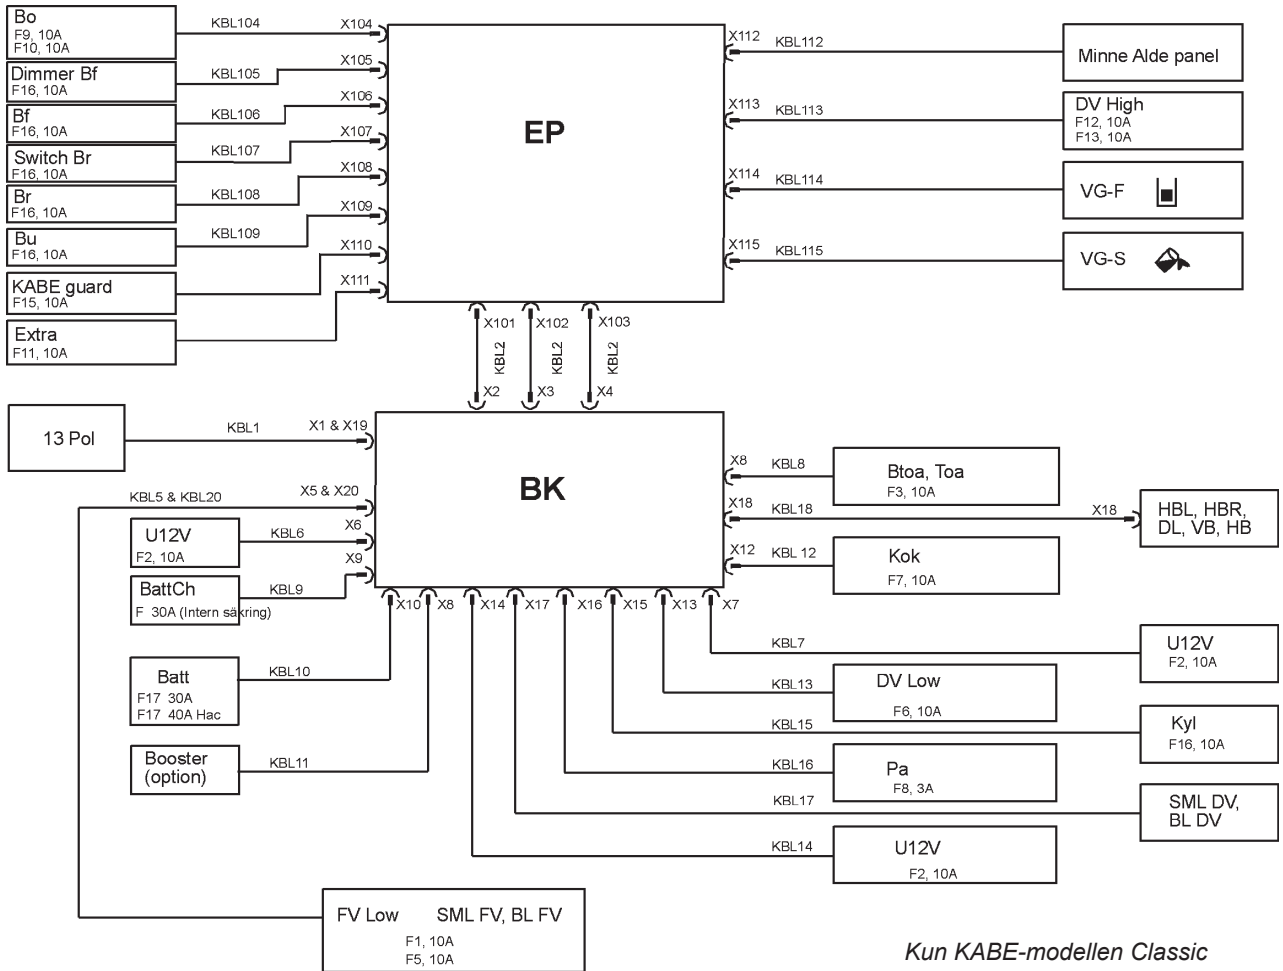 Bo
F9, 10A
F10, 10A
KBL104
X104
Dimmer Bf
F16, 10A
KBL105
X105
Bf
F16, 10A
KBL106
X106
Switch Br
F16, 10A
KBL107
X107
Br
F16, 10A
KBL108
X108
Bu
F16, 10A
KBL109
X109
KABE guard
F15, 10A
X110
Extra
F11, 10A
X111
EP
X112
KBL112
Minne Alde panel
X113
KBL113
DV High
F12, 10A
F13, 10A
X114
KBL114
VG-F
X115
KBL115
VG-S
X101
X102
X103
KBL2
KBL2
KBL2
X2
X3
X4
13 Pol
KBL1
X1 & X19
KBL5 & KBL20
X5 & X20
U12V
F2, 10A
KBL6
X6
BattCh
F 30A (Intern säkring)
KBL9
X9
BK
X8
KBL8
Btoa, Toa
F3, 10A
X18
KBL18
X18
HBL, HBR,
DL, VB, HB
X12
KBL 12
Kok
F7, 10A
X10
X8
X14
X17
X16
X15
X13
X7
Batt
F17 30A
F17 40A Hac
KBL10
Booster
(option)
KBL11
KBL7
U12V
F2, 10A
KBL13
DV Low
F6, 10A
KBL15
Kyl
F16, 10A
KBL16
Pa
F8, 3A
KBL17
SML DV,
BL DV
KBL14
U12V
F2, 10A
FV Low SML FV, BL FV
F1, 10A
F5, 10A
Kun KABE-modellen Classic